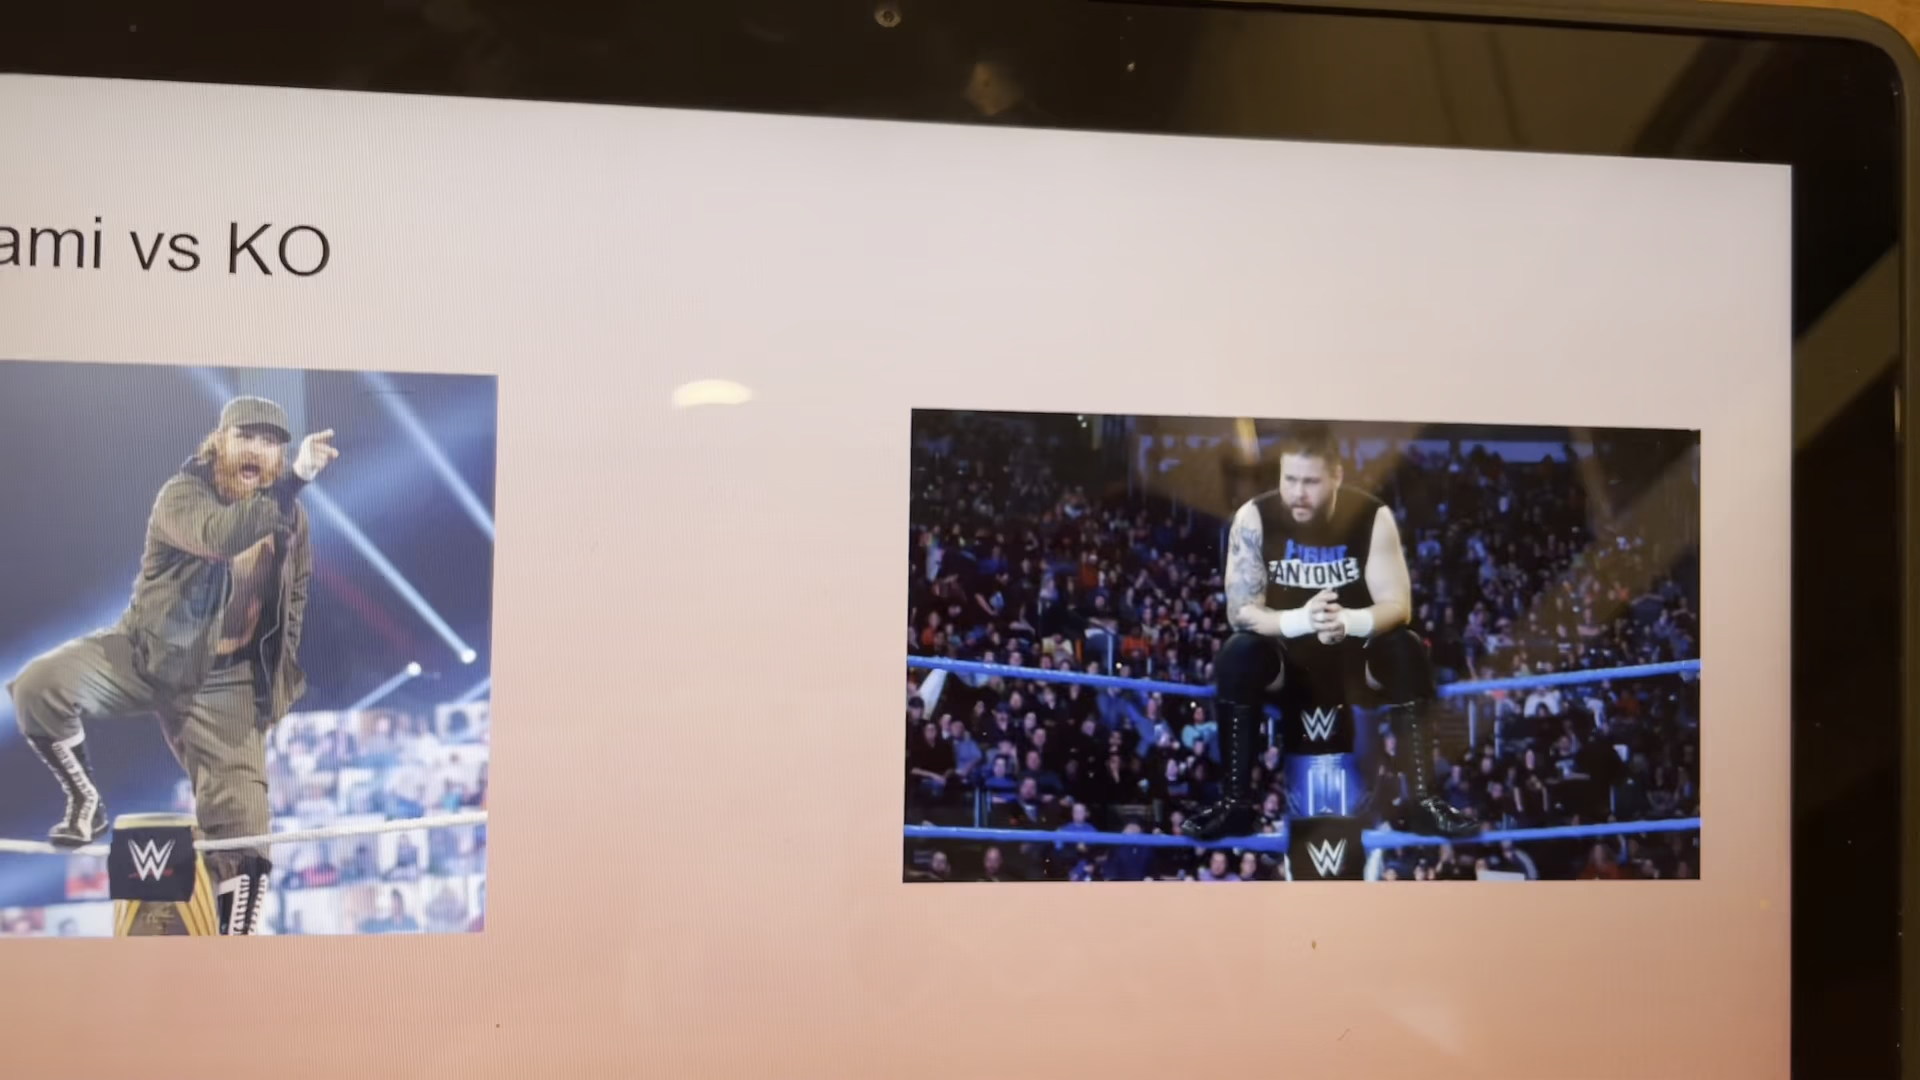 ami vs KO
FIGHT
ANYONE
W
W
W